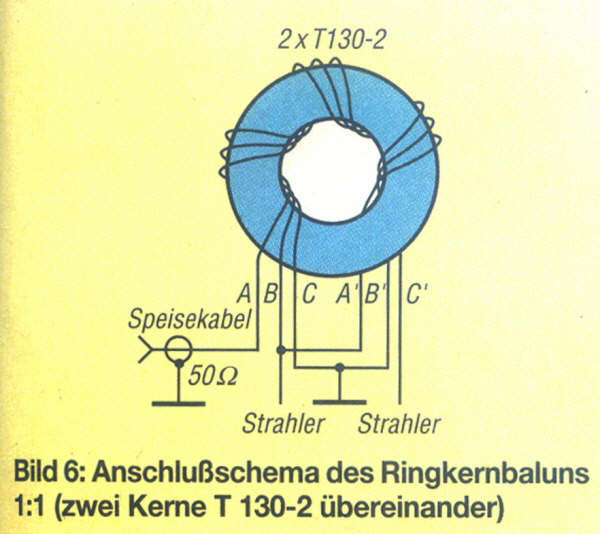 2 x T130-2
A B C A' B' C'
Speisekabel
50Ω
Strahler Strahler
Bild 6: Anschlußschema des Ringkernbaluns
1:1 (zwei Kerne T 130-2 übereinander)